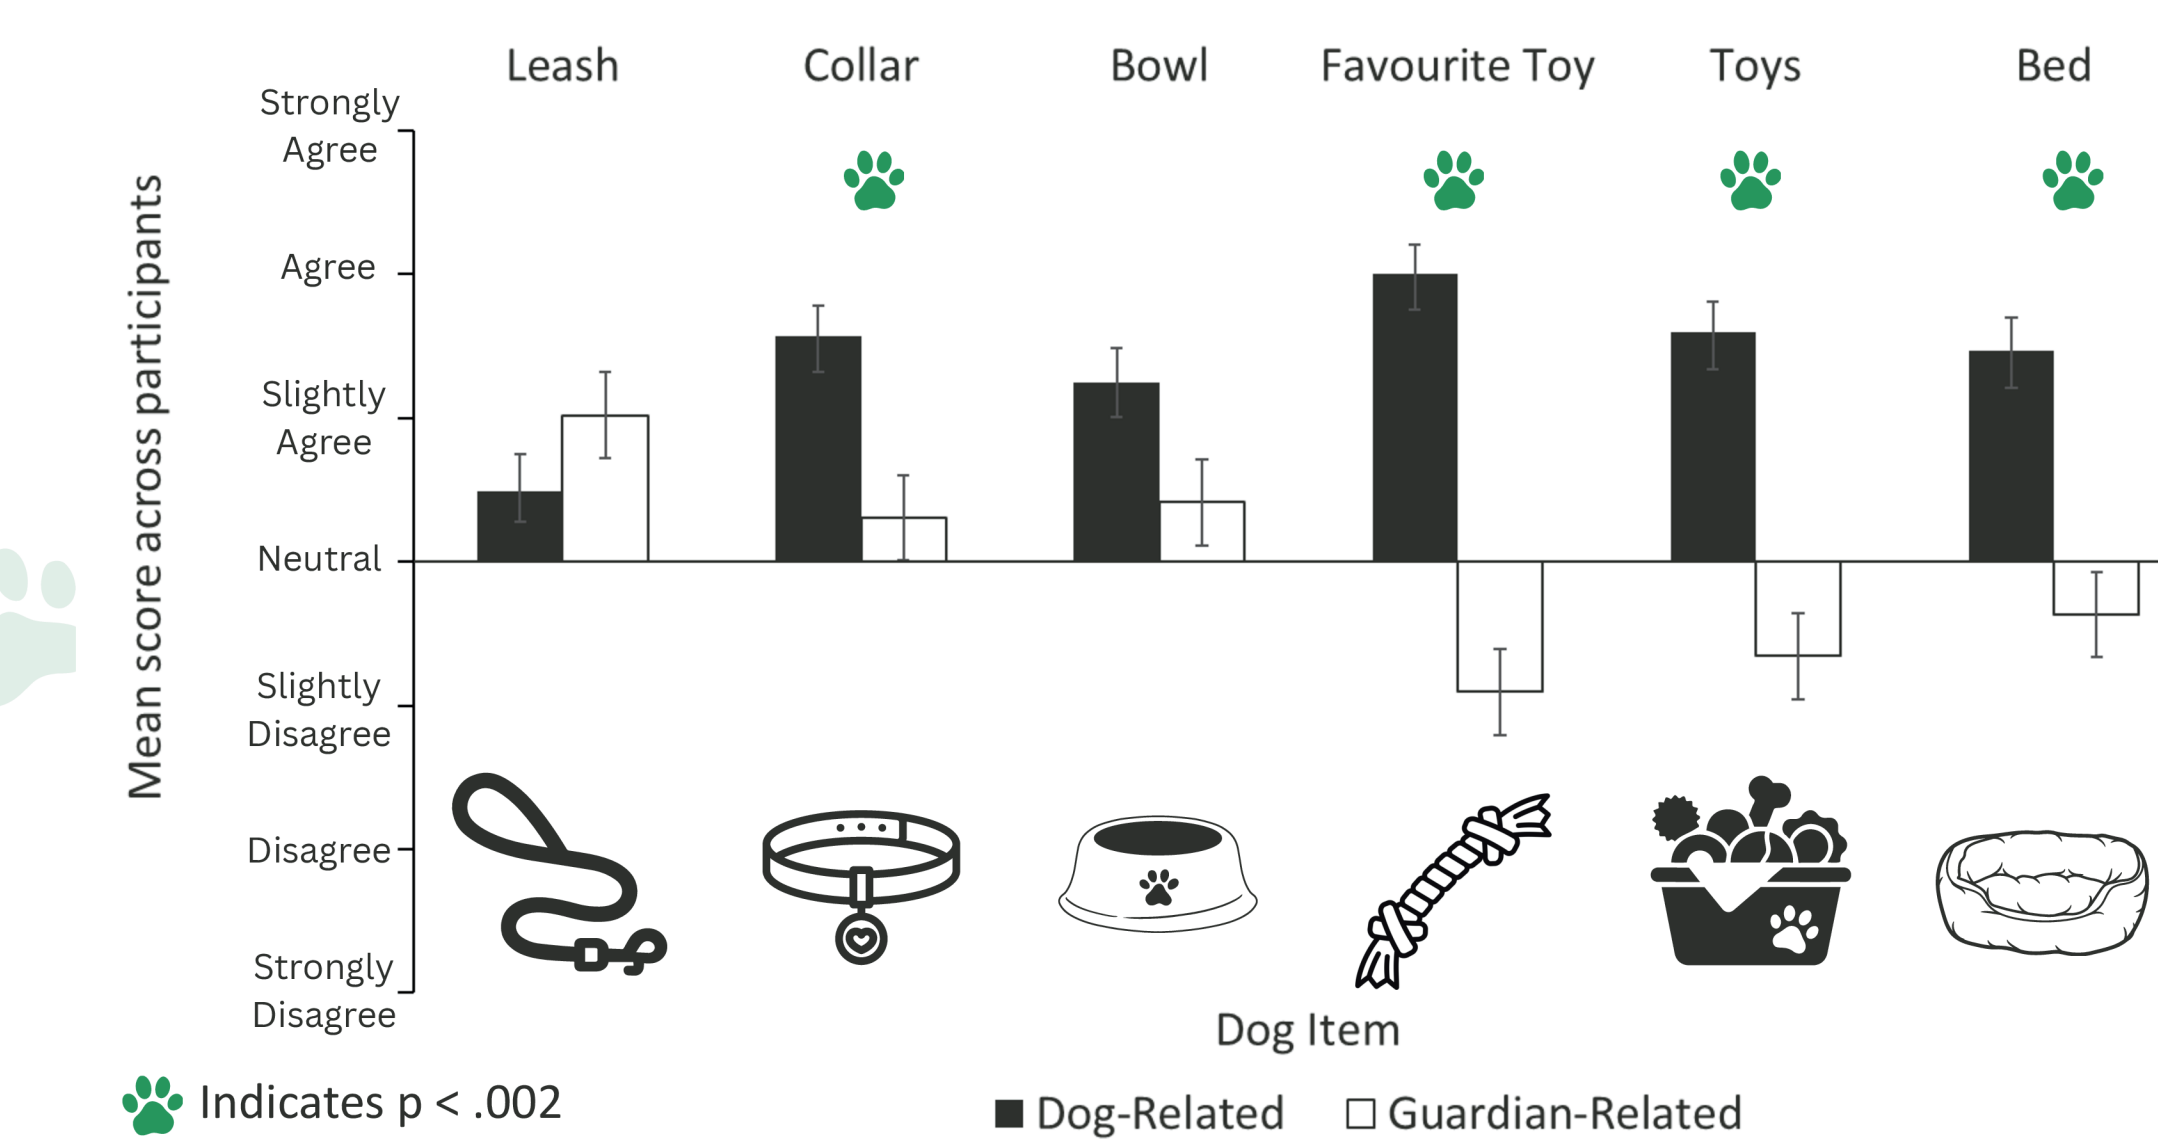 Leash
Collar
Bowl
Favourite Toy
Toys
Bed
Mean score across participants
Strongly
Agree
Agree
Slightly
Agree
Neutral
Slightly
Disagree
Disagree
Strongly
Disagree
Dog Item
Indicates p < .002
Dog-Related
Guardian-Related